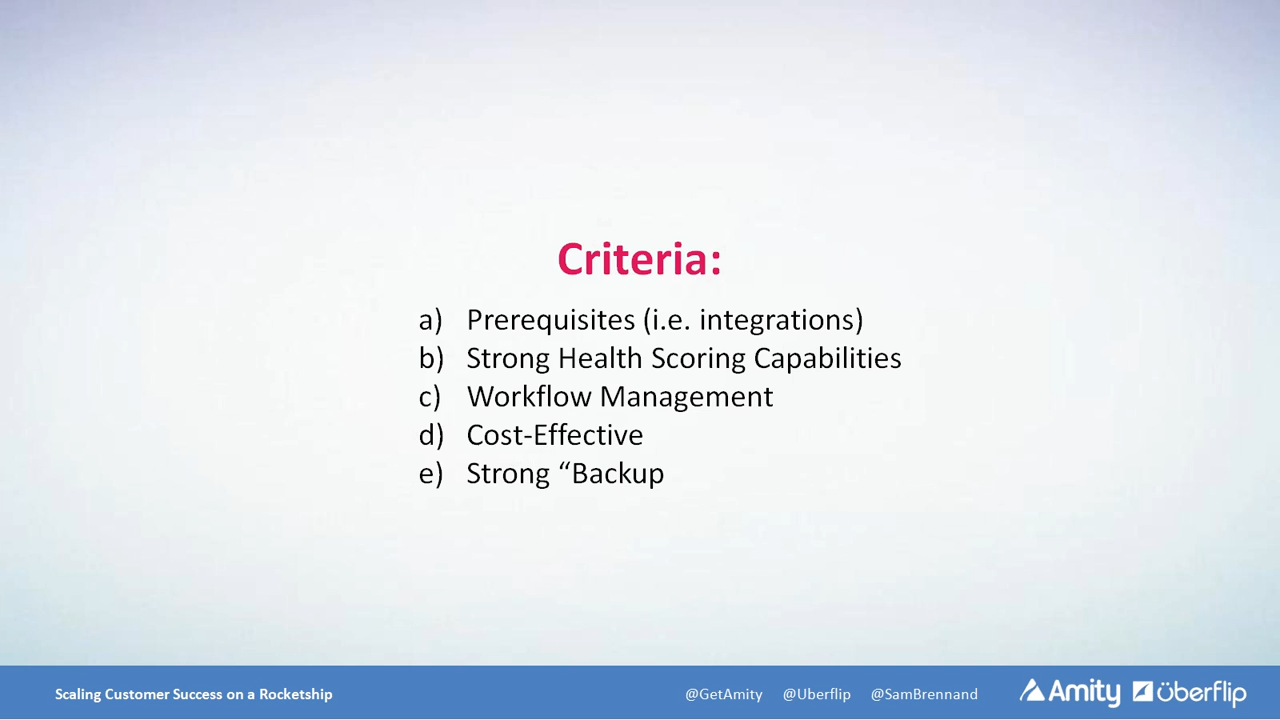 Criteria:
a) Prerequisites (i.e. integrations)
b) Strong Health Scoring Capabilities
c) Workflow Management
d) Cost-Effective
e) Strong “Backup
Scaling Customer Success on a Rocketship @GetAmity @Uberflip @SamBrennand Amity überflip